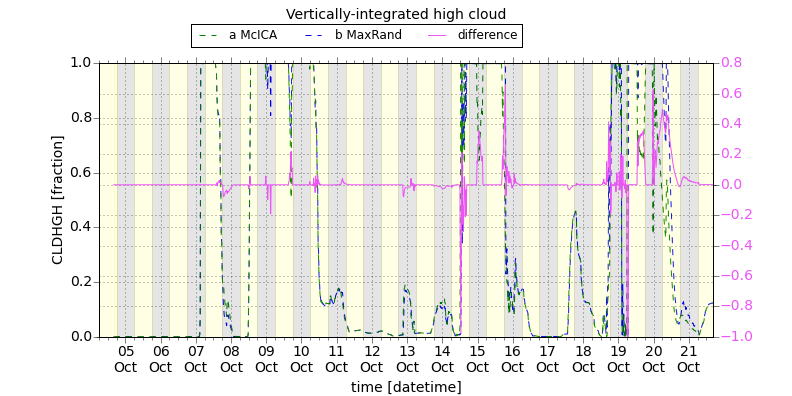 Vertically-integrated high cloud
a McICA b MaxRand difference
CLDHGH [fraction]
1.0
0.8
0.6
0.4
0.2
0.0
0.8
0.6
0.4
0.2
0.0
−0.2
−0.4
−0.6
−0.8
−1.0
05 06 07 08 09 10 11 12 13 14 15 16 17 18 19 20 21
Oct Oct Oct Oct Oct Oct Oct Oct Oct Oct Oct Oct Oct Oct Oct Oct Oct
time [datetime]